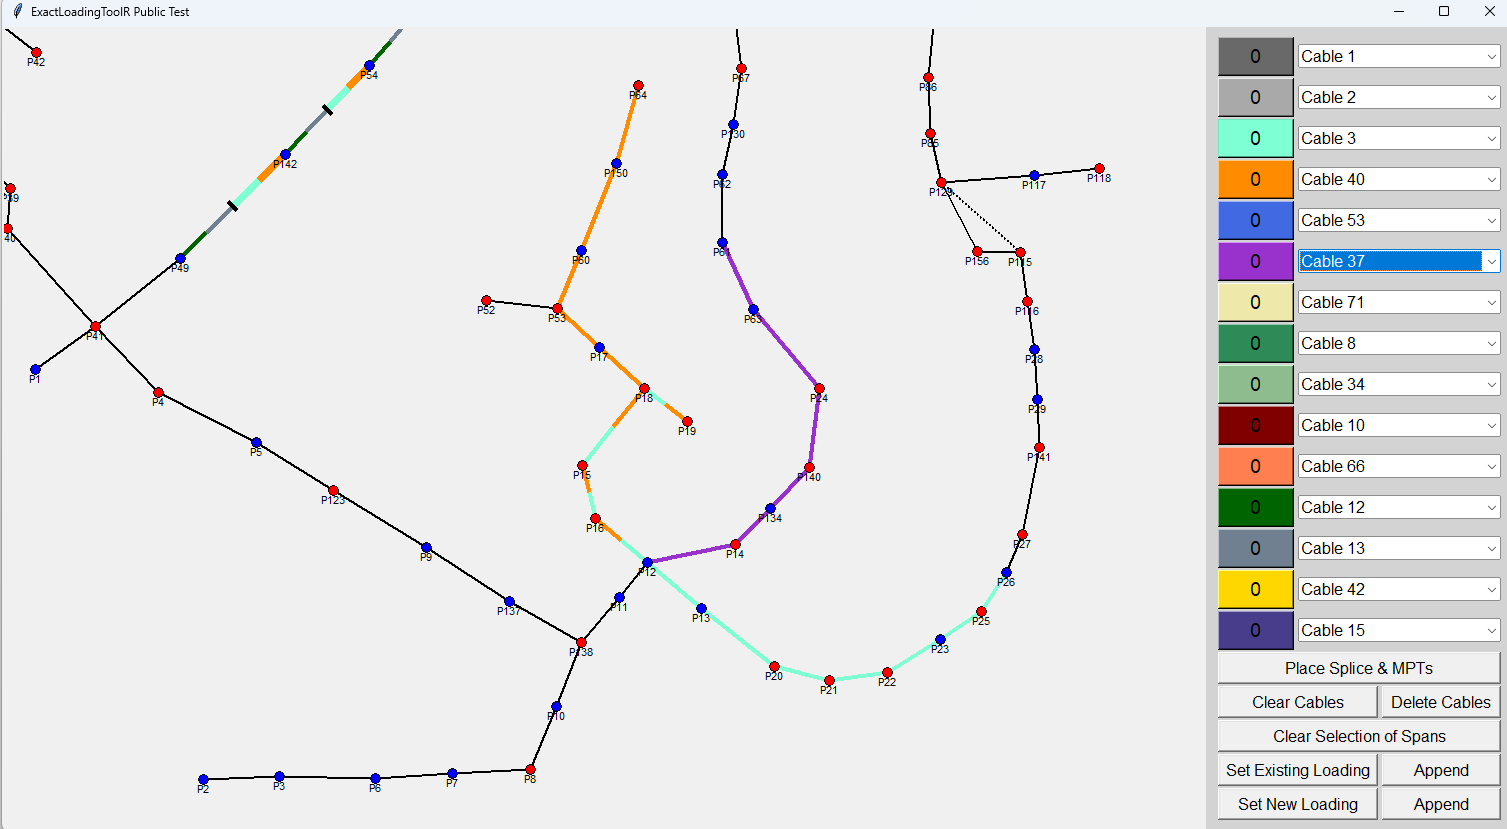 ExactLoadingToolR Public Test
P42
P54
P142
P49
P41
P1
P4
P5
P123
P9
P137
P138
P11
P12
P10
P8
P7
P6
P3
P2
P64
P150
P60
P52
P53
P17
P18
P19
P15
P16
P67
P130
P62
P61
P63
P24
P140
P134
P14
P13
P20
P21
P22
P23
P25
P26
P27
P141
P29
P28
P116
P115
P156
P117
P118
P85
P86
0 Cable 1
0 Cable 2
0 Cable 3
0 Cable 40
0 Cable 53
0 Cable 37
0 Cable 71
0 Cable 8
0 Cable 34
0 Cable 10
0 Cable 66
0 Cable 12
0 Cable 13
0 Cable 42
0 Cable 15
Place Splice & MPTs
Clear Cables Delete Cables
Clear Selection of Spans
Set Existing Loading Append
Set New Loading Append